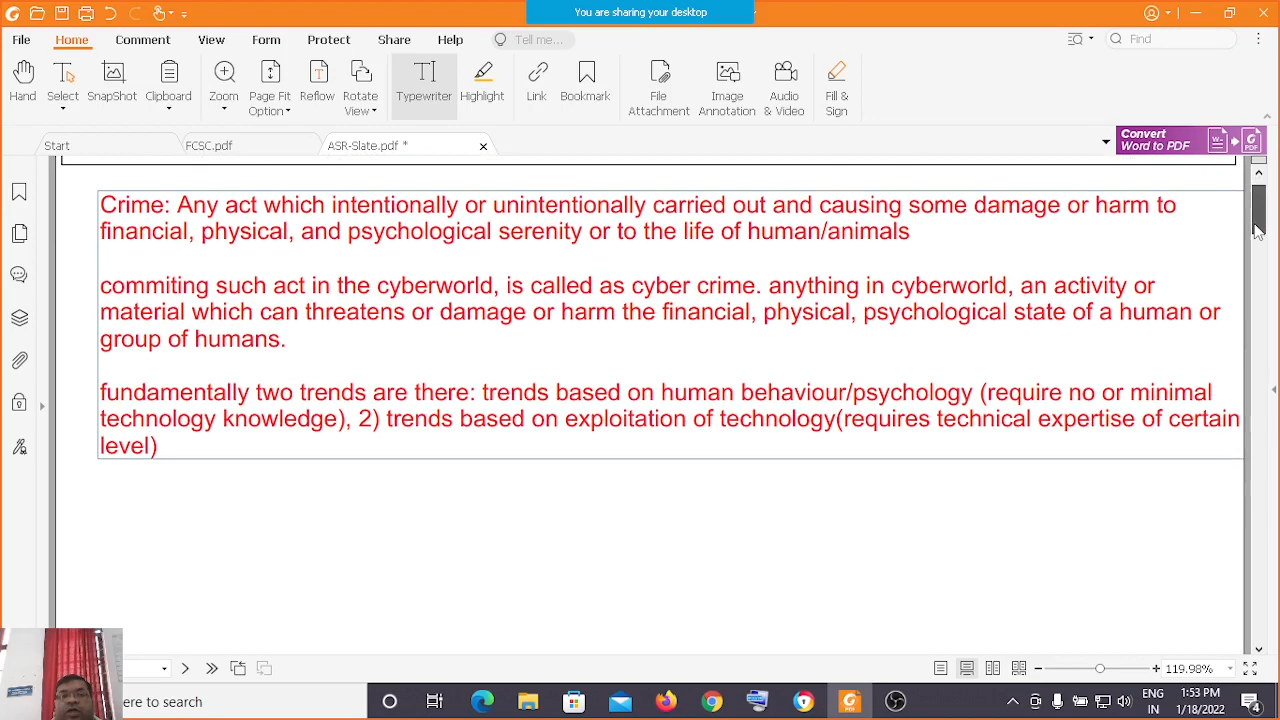 You are sharing your desktop
File Home Comment View Form Protect Share Help Tell me... Find
Hand Select SnapShot Clipboard Zoom Page Fit Option Reflow Rotate View Typewriter Highlight Link Bookmark File Attachment Image Annotation Audio & Video Fill & Sign
Start FCSC.pdf ASR-Slate.pdf * Convert Word to PDF
Crime: Any act which intentionally or unintentionally carried out and causing some damage or harm to
financial, physical, and psychological serenity or to the life of human/animals
commiting such act in the cyberworld, is called as cyber crime. anything in cyberworld, an activity or
material which can threatens or damage or harm the financial, physical, psychological state of a human or
group of humans.
fundamentally two trends are there: trends based on human behaviour/psychology (require no or minimal
technology knowledge), 2) trends based on exploitation of technology(requires technical expertise of certain
level)
119.98%
here to search
ENG 1:53 PM
IN 1/18/2022 4